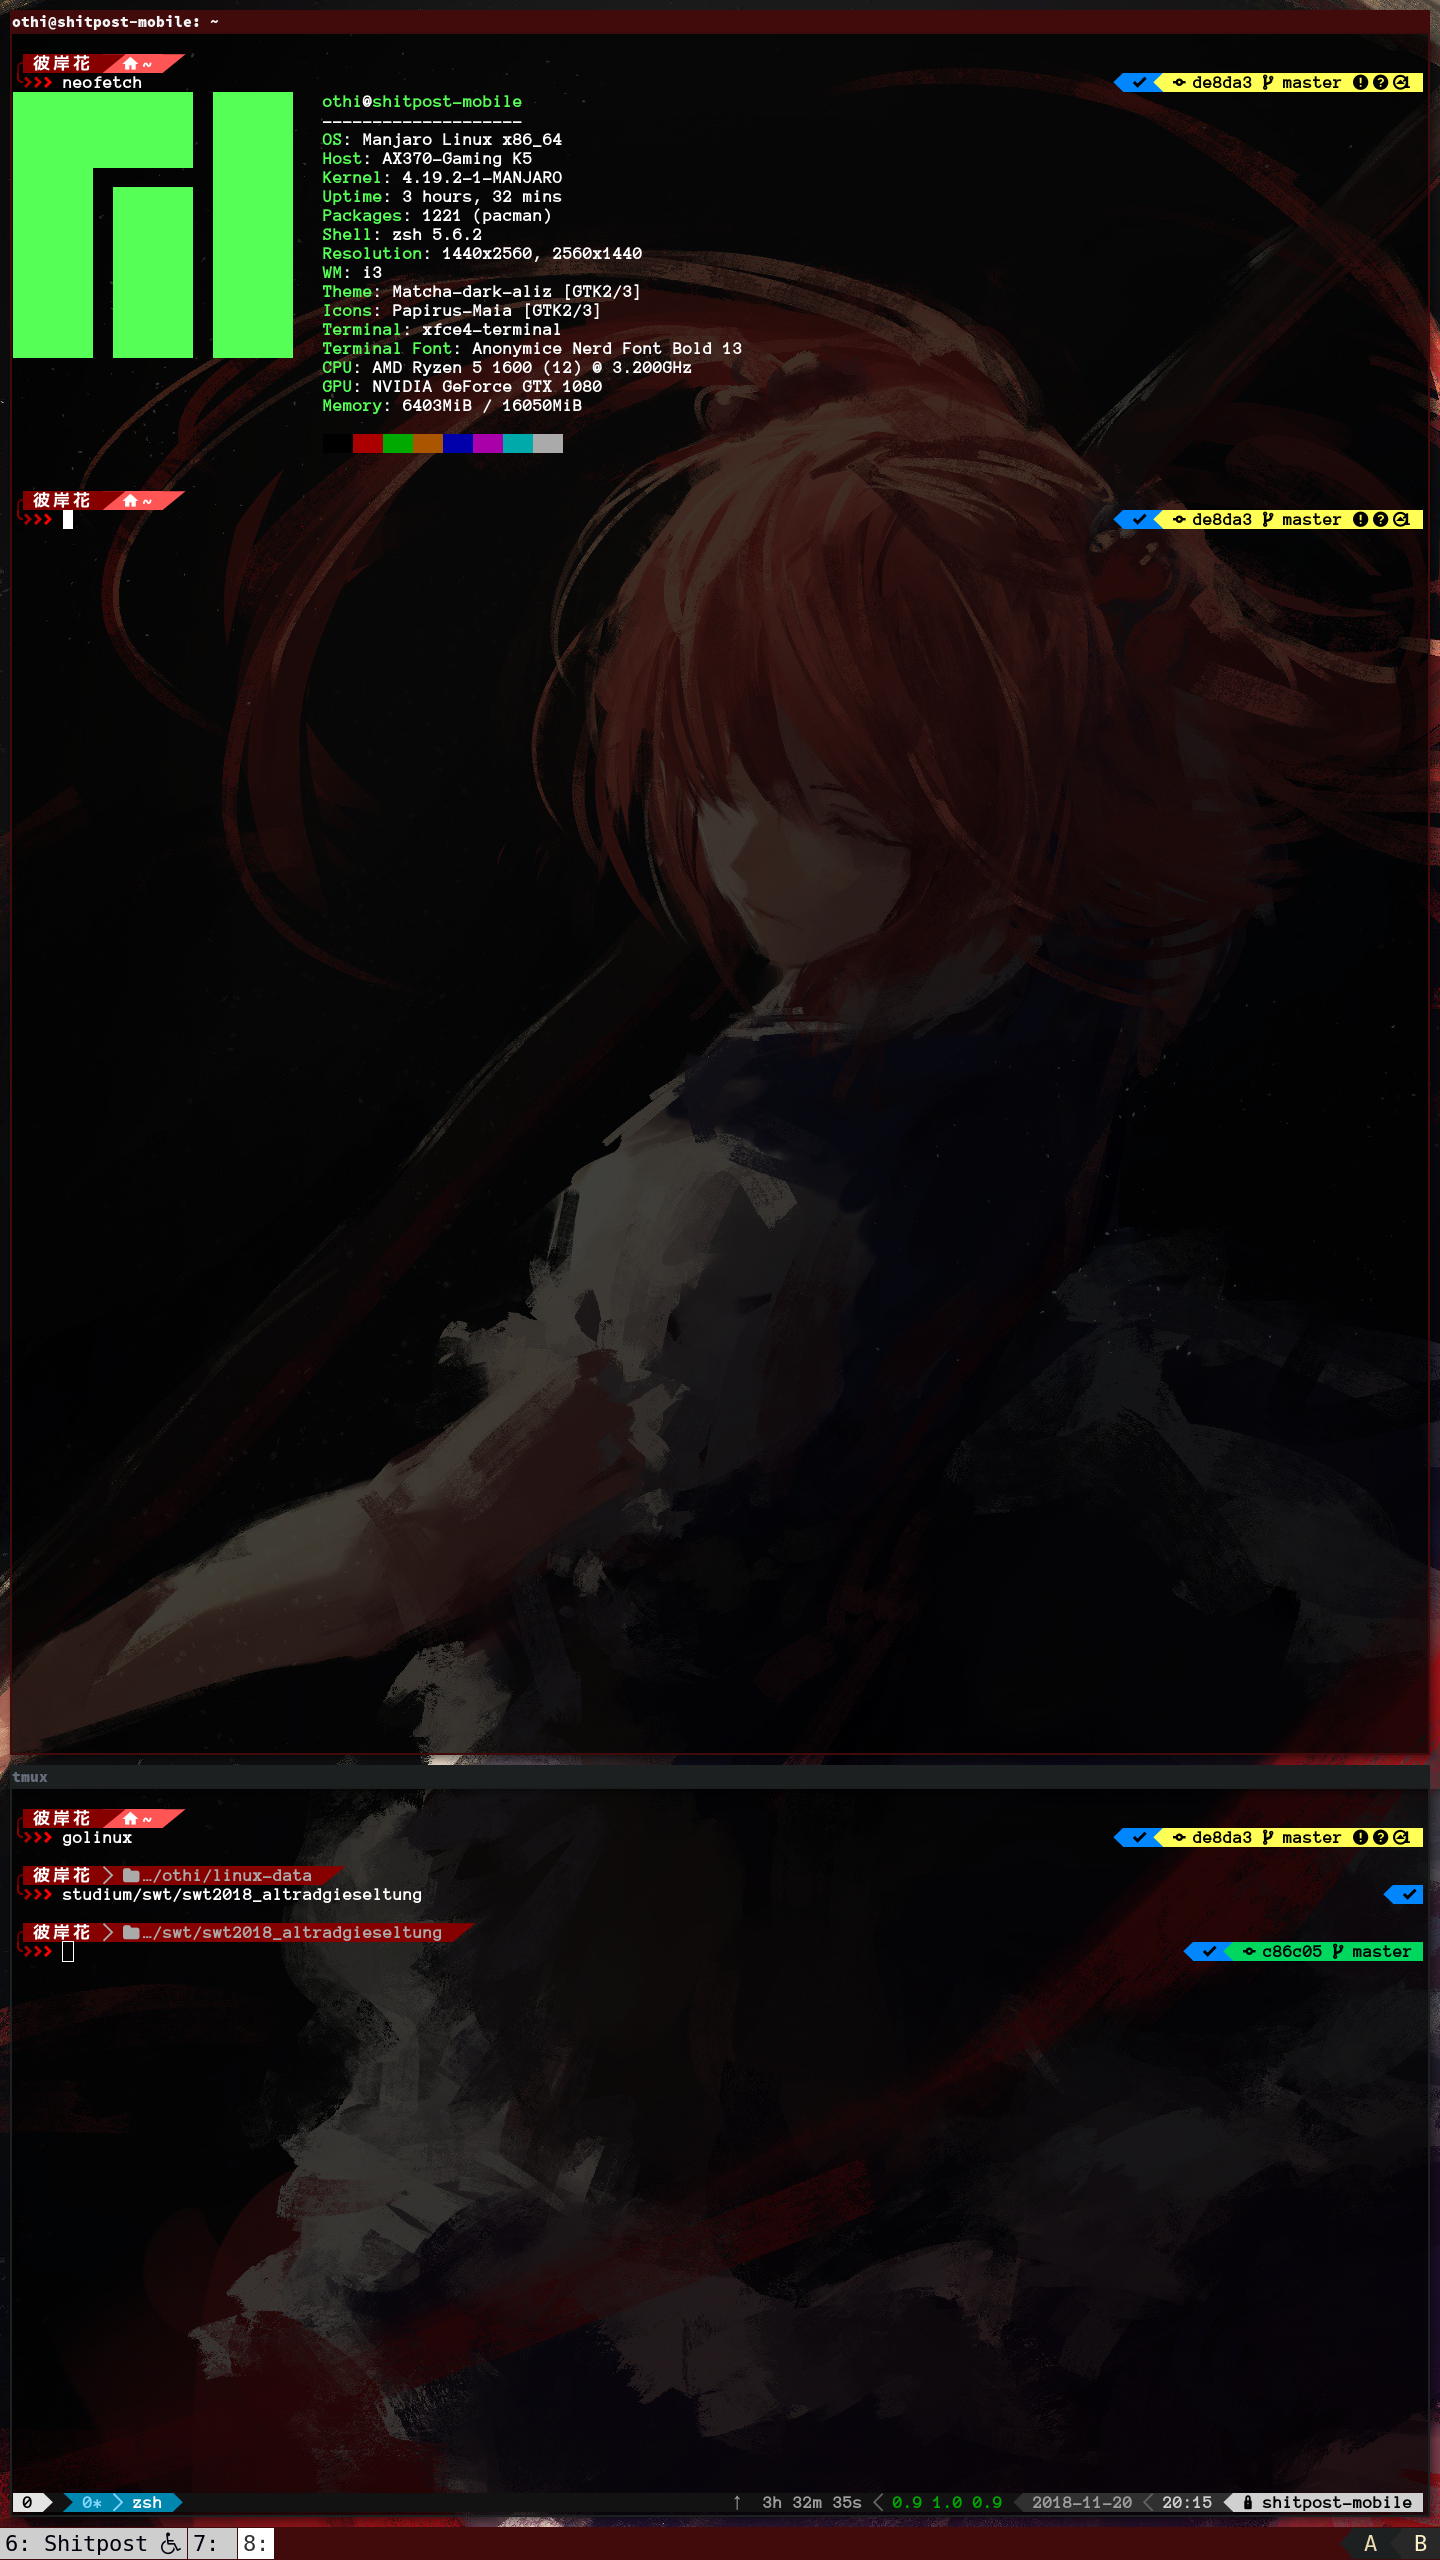 othi@shitpost-mobile: ~
彼岸花 ~
neofetch de8da3 master 1
othi@shitpost-mobile
--------------------
OS: Manjaro Linux x86_64
Host: AX370-Gaming K5
Kernel: 4.19.2-1-MANJARO
Uptime: 3 hours, 32 mins
Packages: 1221 (pacman)
Shell: zsh 5.6.2
Resolution: 1440x2560, 2560x1440
WM: i3
Theme: Matcha-dark-aliz [GTK2/3]
Icons: Papirus-Maia [GTK2/3]
Terminal: xfce4-terminal
Terminal Font: Anonymice Nerd Font Bold 13
CPU: AMD Ryzen 5 1600 (12) @ 3.200GHz
GPU: NVIDIA GeForce GTX 1080
Memory: 6403MiB / 16050MiB
彼岸花 ~
de8da3 master 1
tmux
彼岸花 ~
golinux de8da3 master 1
彼岸花 …/othi/linux-data
studium/swt/swt2018_altradgieseltung
彼岸花 …/swt/swt2018_altradgieseltung
c86c05 master
0 0* zsh ↑ 3h 32m 35s 0.9 1.0 0.9 2018-11-20 20:15 shitpost-mobile
6: Shitpost 7: 8: A B